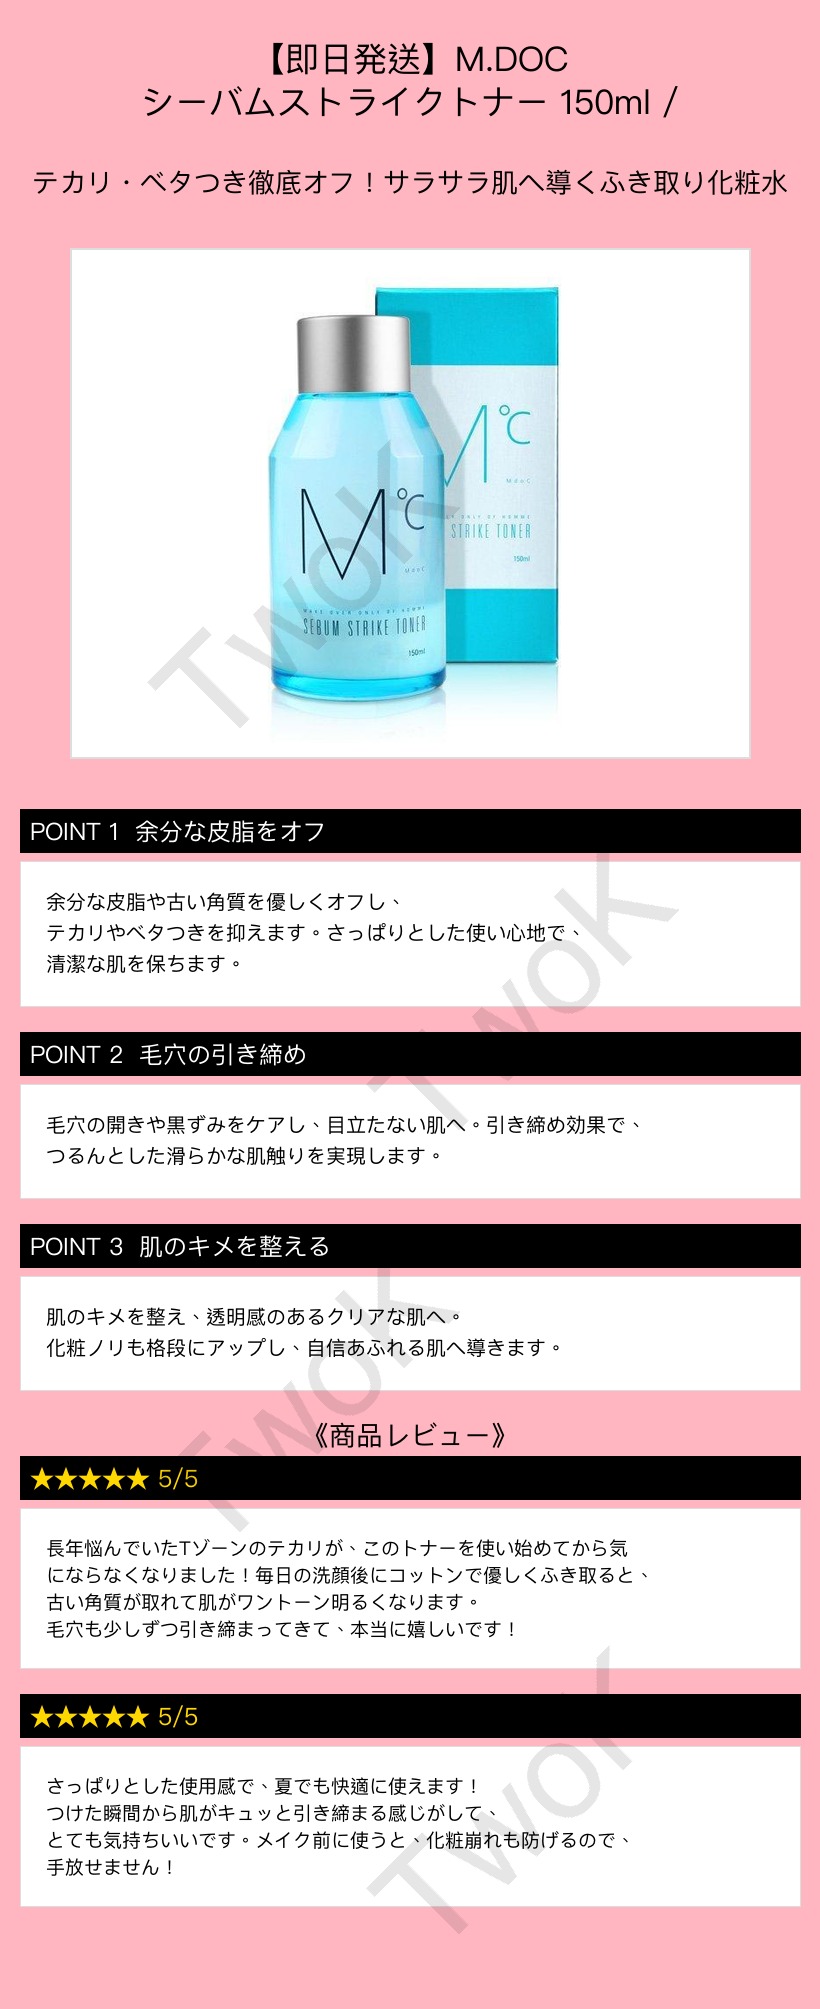 【即日発送】M.DOC
シーバムストライクトナー 150ml /
テカリ・ベタつき徹底オフ！サラサラ肌へ導くふき取り化粧水
M℃
MdoC
STRIKE TONER
150ml
M℃
MdoC
MAKE OVER ONLY OF HOMME
SEBUM STRIKE TONER
150ml
TwoK
POINT 1 余分な皮脂をオフ
余分な皮脂や古い角質を優しくオフし、
テカリやベタつきを抑えます。さっぱりとした使い心地で、
清潔な肌を保ちます。
TwoK
POINT 2 毛穴の引き締め
毛穴の開きや黒ずみをケアし、目立たない肌へ。引き締め効果で、
つるんとした滑らかな肌触りを実現します。
POINT 3 肌のキメを整える
肌のキメを整え、透明感のあるクリアな肌へ。
化粧ノリも格段にアップし、自信あふれる肌へ導きます。
TwoK
《商品レビュー》
★★★★★ 5/5
長年悩んでいたTゾーンのテカリが、このトナーを使い始めてから気
にならなくなりました！毎日の洗顔後にコットンで優しくふき取ると、
古い角質が取れて肌がワントーン明るくなります。
毛穴も少しずつ引き締まってきて、本当に嬉しいです！
★★★★★ 5/5
さっぱりとした使用感で、夏でも快適に使えます！
つけた瞬間から肌がキュッと引き締まる感じがして、
とても気持ちいいです。メイク前に使うと、化粧崩れも防げるので、
手放せません！
TwoK